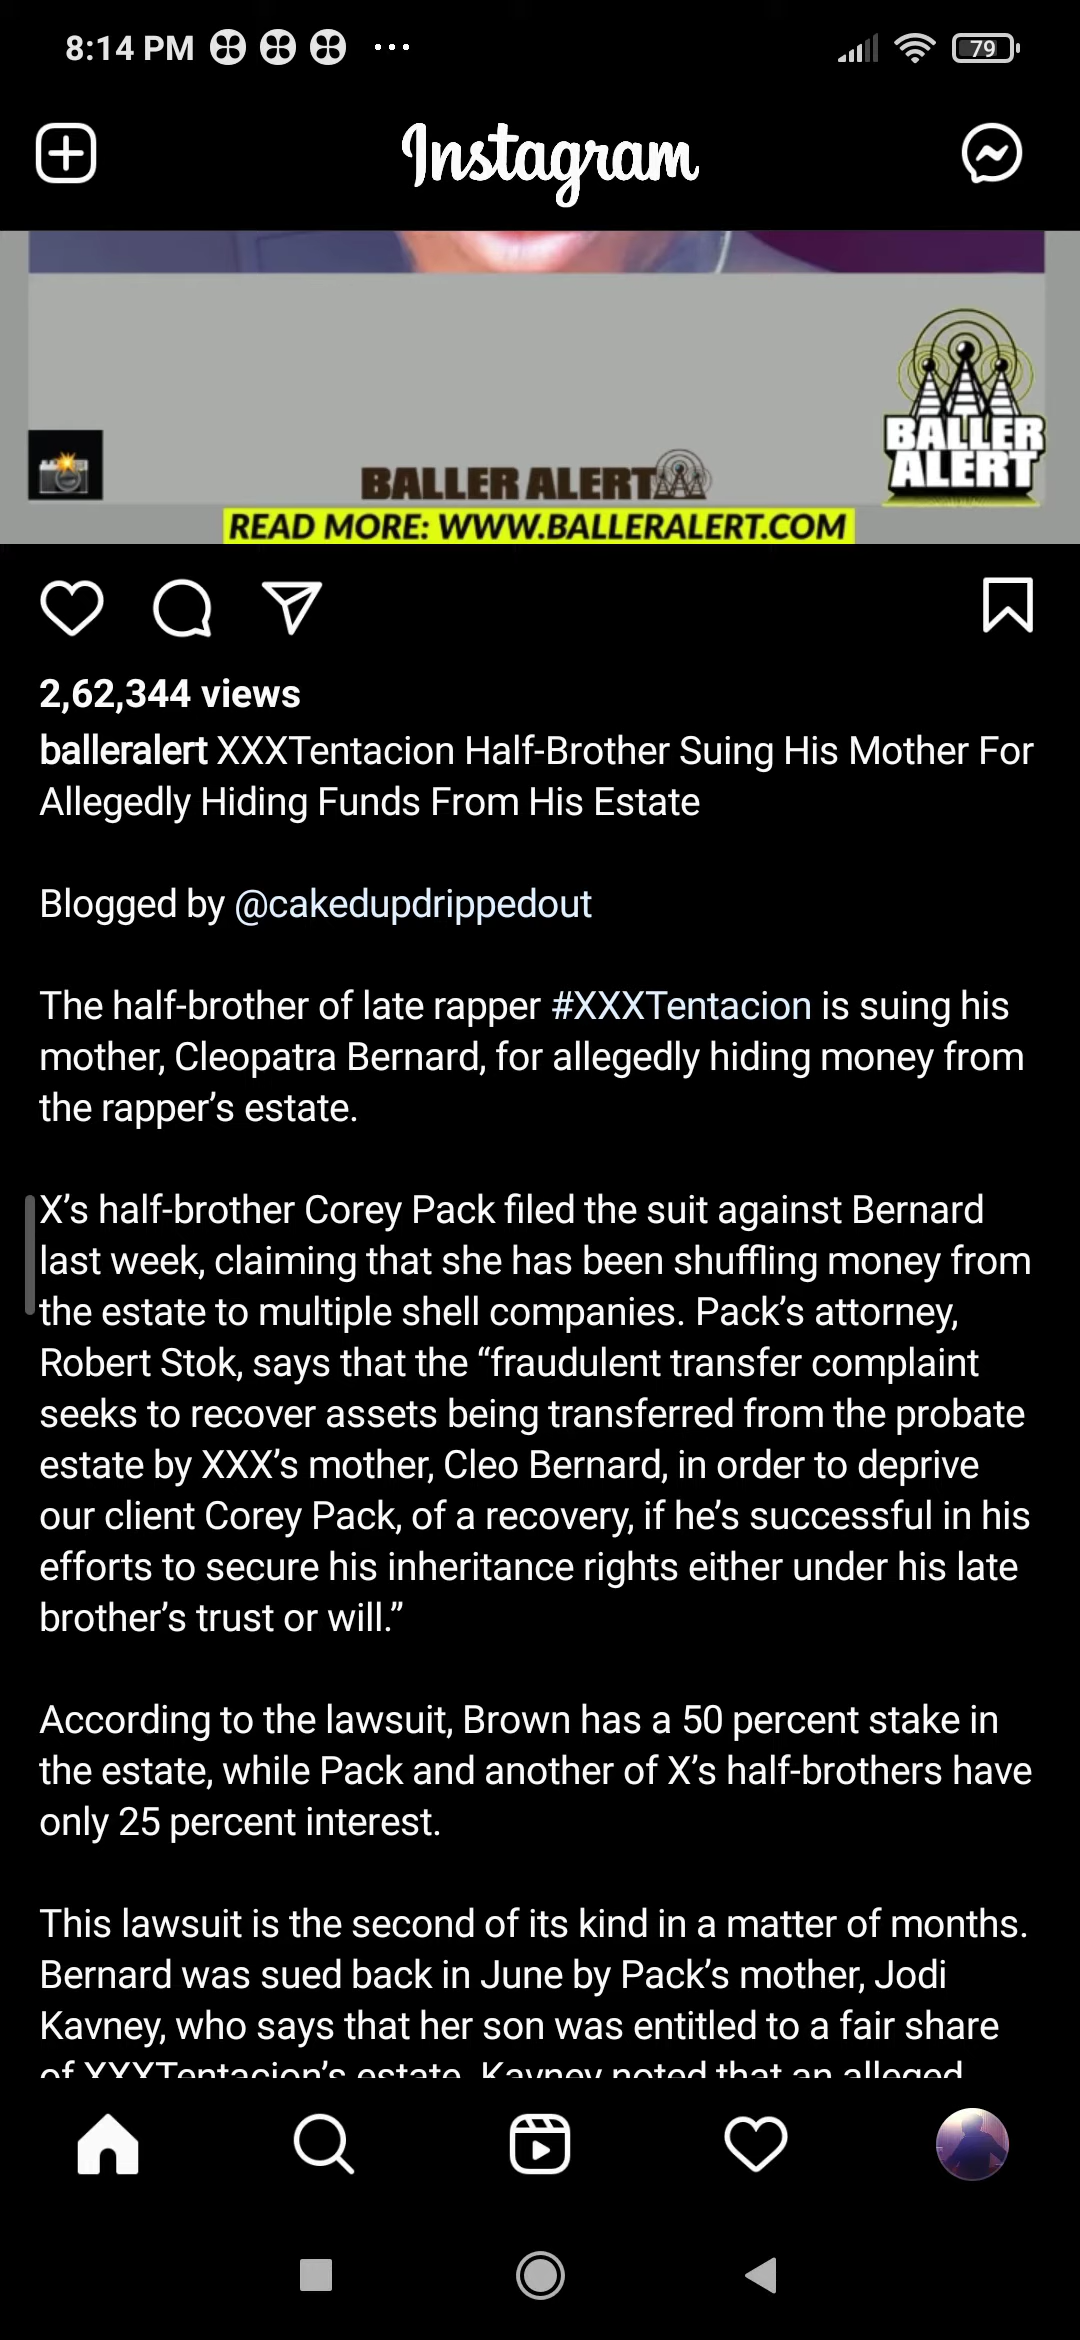 8:14 PM
79
Instagram
BALLER
ALERT
BALLER ALERT
READ MORE: WWW.BALLERALERT.COM
2,62,344 views
balleralert XXXTentacion Half-Brother Suing His Mother For
Allegedly Hiding Funds From His Estate
Blogged by @cakedupdrippedout
The half-brother of late rapper #XXXTentacion is suing his
mother, Cleopatra Bernard, for allegedly hiding money from
the rapper’s estate.
X’s half-brother Corey Pack filed the suit against Bernard
last week, claiming that she has been shuffling money from
the estate to multiple shell companies. Pack’s attorney,
Robert Stok, says that the “fraudulent transfer complaint
seeks to recover assets being transferred from the probate
estate by XXX’s mother, Cleo Bernard, in order to deprive
our client Corey Pack, of a recovery, if he’s successful in his
efforts to secure his inheritance rights either under his late
brother’s trust or will.”
According to the lawsuit, Brown has a 50 percent stake in
the estate, while Pack and another of X’s half-brothers have
only 25 percent interest.
This lawsuit is the second of its kind in a matter of months.
Bernard was sued back in June by Pack’s mother, Jodi
Kavney, who says that her son was entitled to a fair share
of XXXTentacion’s estate. Kavney noted that an alleged